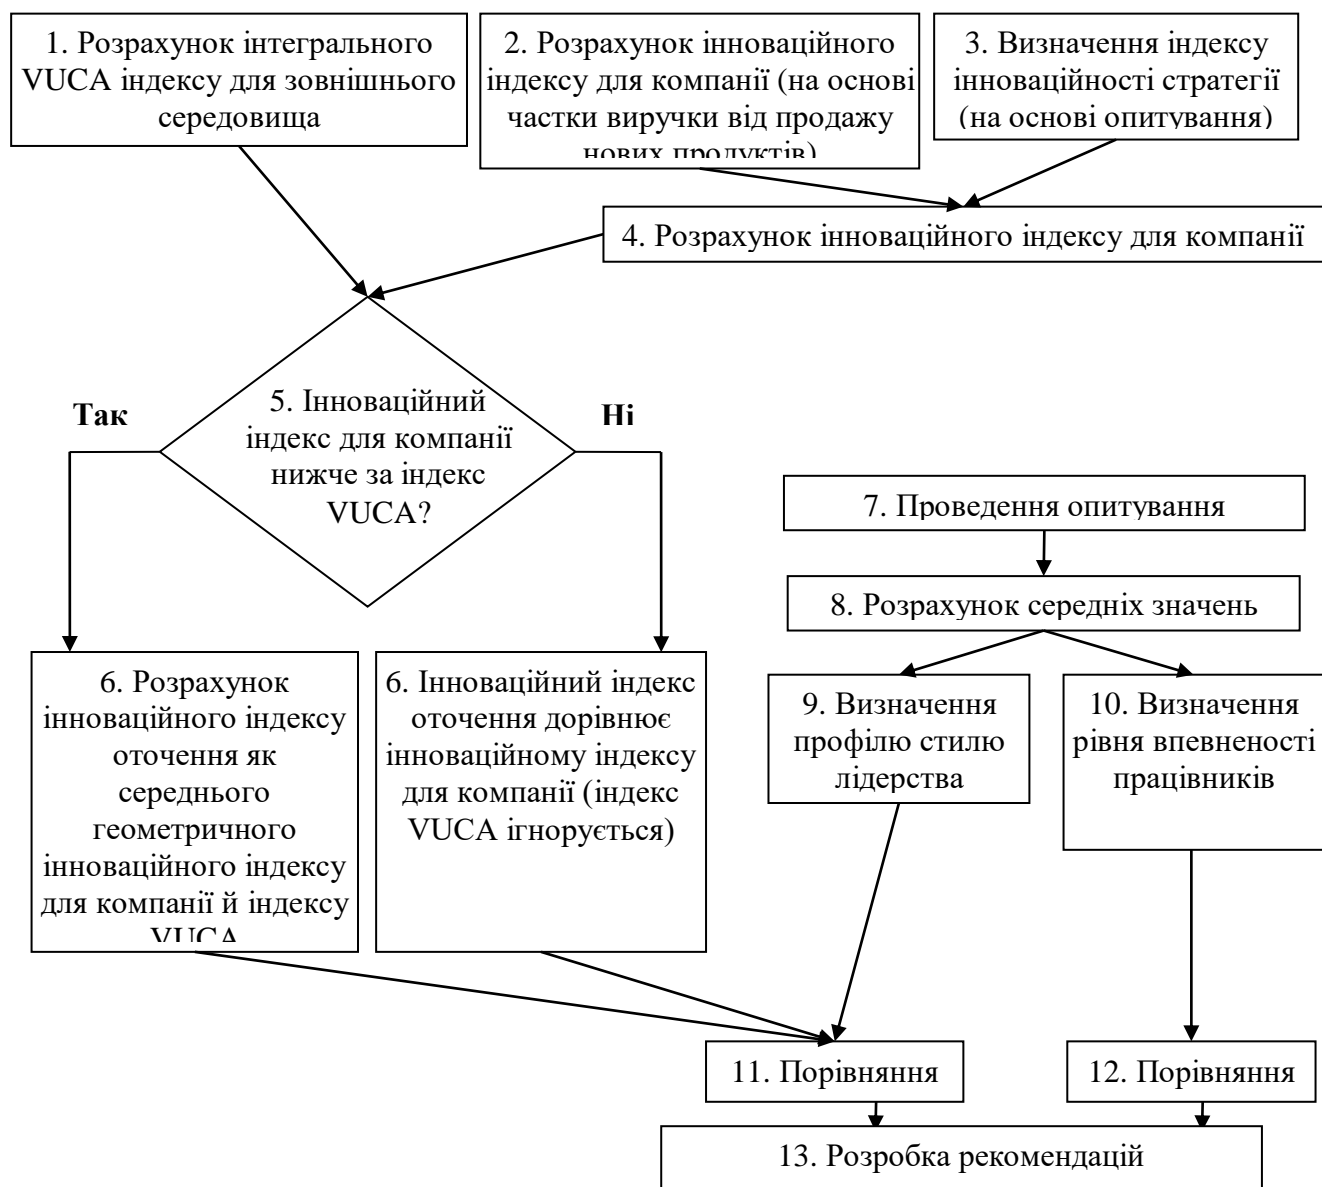 1. Розрахунок інтегрального
VUCA індексу для зовнішнього
середовища
2. Розрахунок інноваційного
індексу для компанії (на основі
частки виручки від продажу
нових продуктів)
3. Визначення індексу
інноваційності стратегії
(на основі опитування)
4. Розрахунок інноваційного індексу для компанії
5. Інноваційний
індекс для компанії
нижче за індекс
VUCA?
Так
Ні
6. Розрахунок
інноваційного індексу
оточення як
середнього
геометричного
інноваційного індексу
для компанії й індексу
VUCA
6. Інноваційний індекс
оточення дорівнює
інноваційному індексу
для компанії (індекс
VUCA ігнорується)
7. Проведення опитування
8. Розрахунок середніх значень
9. Визначення
профілю стилю
лідерства
10. Визначення
рівня впевненості
працівників
11. Порівняння
12. Порівняння
13. Розробка рекомендацій